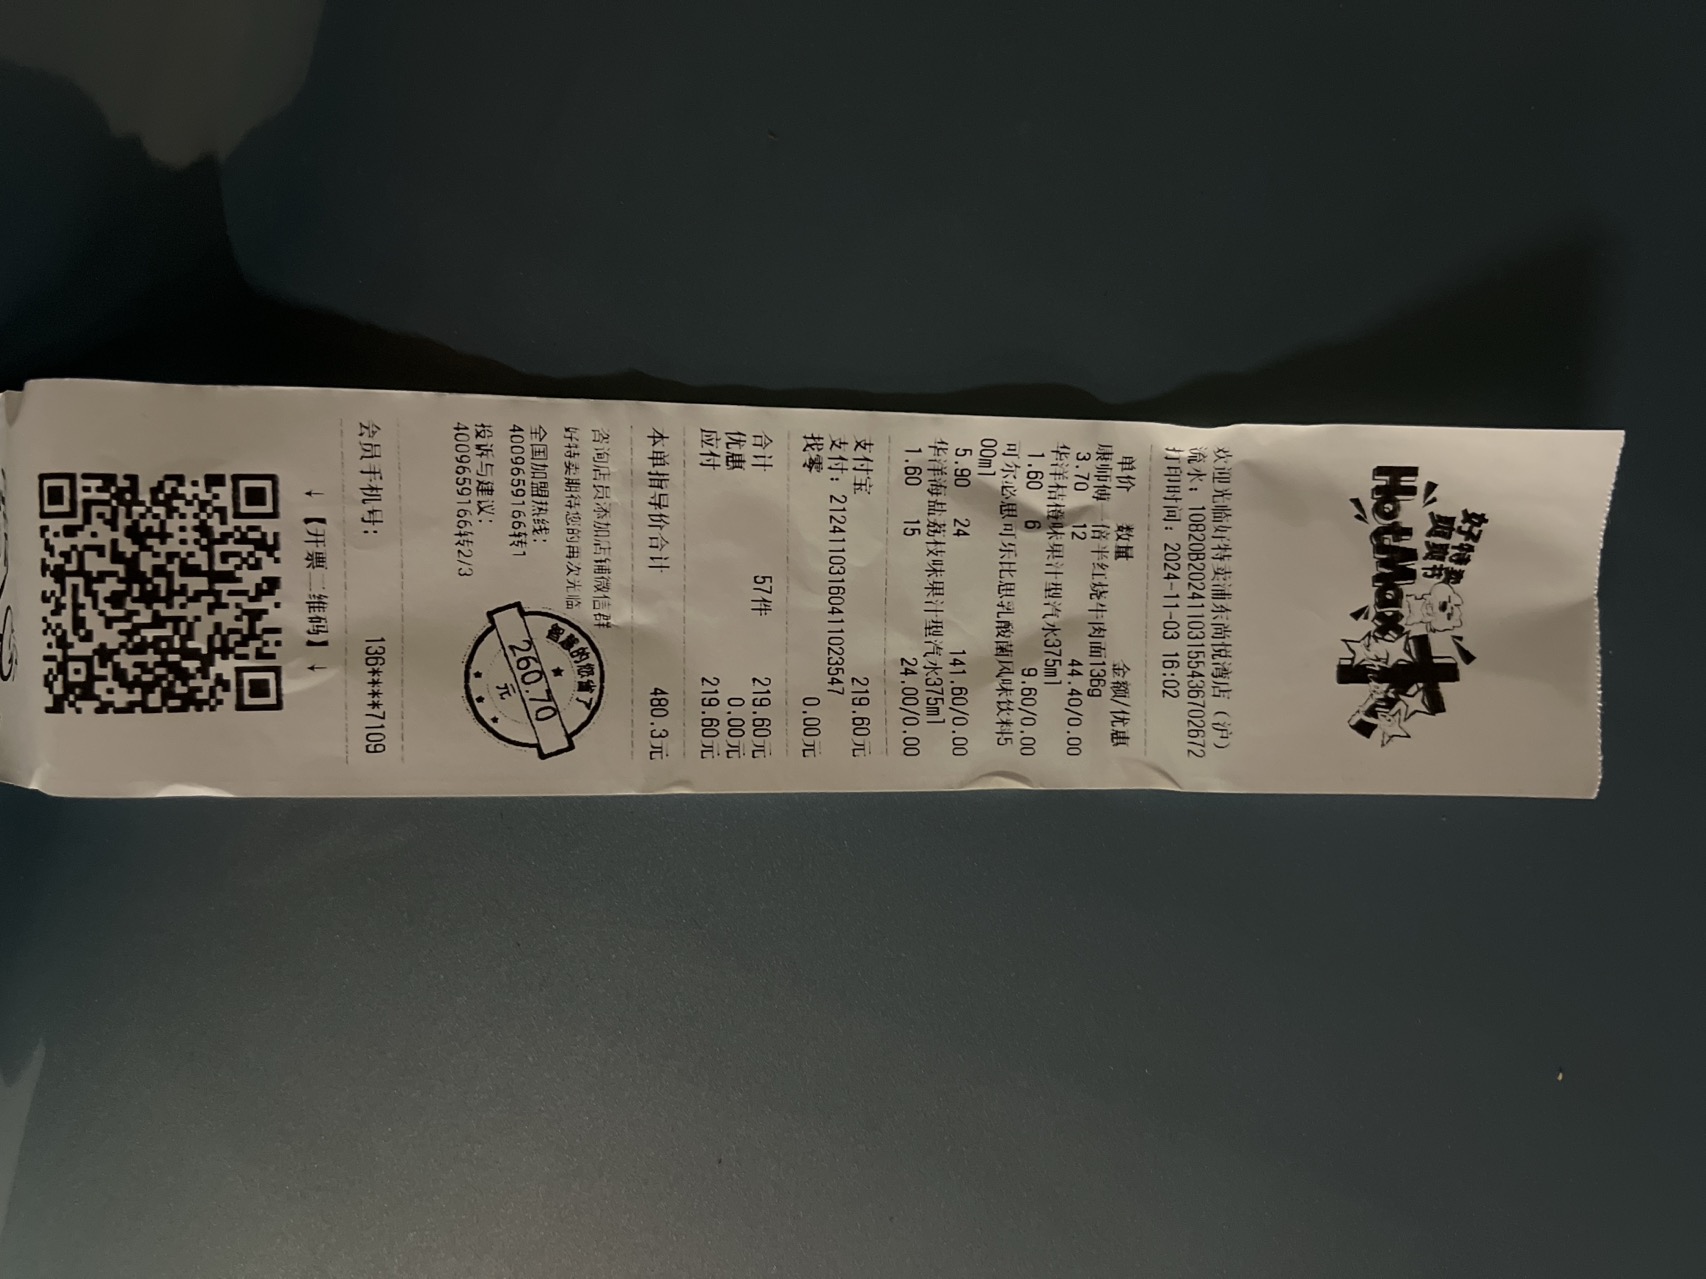 好特卖
HotMaxx
欢迎光临好特卖浦东尚悦湾店（沪）
流水：10820B20241103155436702672
打印时间：2024-11-03 16:02
单价 数量 金额/优惠
康师傅一倍半红烧牛肉面136g
3.70 12 44.40/0.00
华洋桔橙味果汁型汽水375ml
1.60 6 9.60/0.00
可尔必思可乐比思乳酸菌风味饮料5
00ml
5.90 24 141.60/0.00
华洋海盐荔枝味果汁型汽水375ml
1.60 15 24.00/0.00
支付宝 219.60元
支付：21241103160411023547
找零 0.00元
合计 57件 219.60元
优惠 0.00元
应付 219.60元
本单指导价合计 480.3元
咨询店员添加店铺微信群
好特卖期待您的再次光临
全国加盟热线：
4009659166转1
投诉与建议：
4009659166转2/3
智慧的您省了
260.70
元
会员手机号： 136****7109
↓【开票二维码】↓